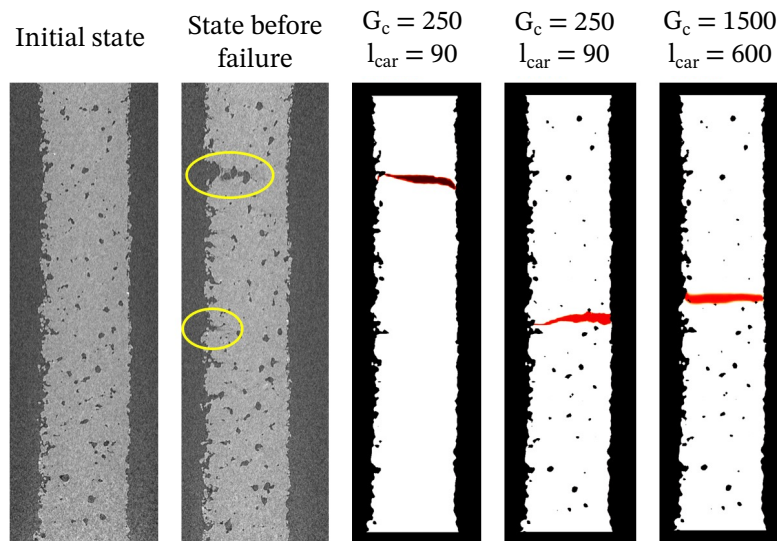 Initial state
State before
failure
G_c = 250
l_car = 90
G_c = 250
l_car = 90
G_c = 1500
l_car = 600